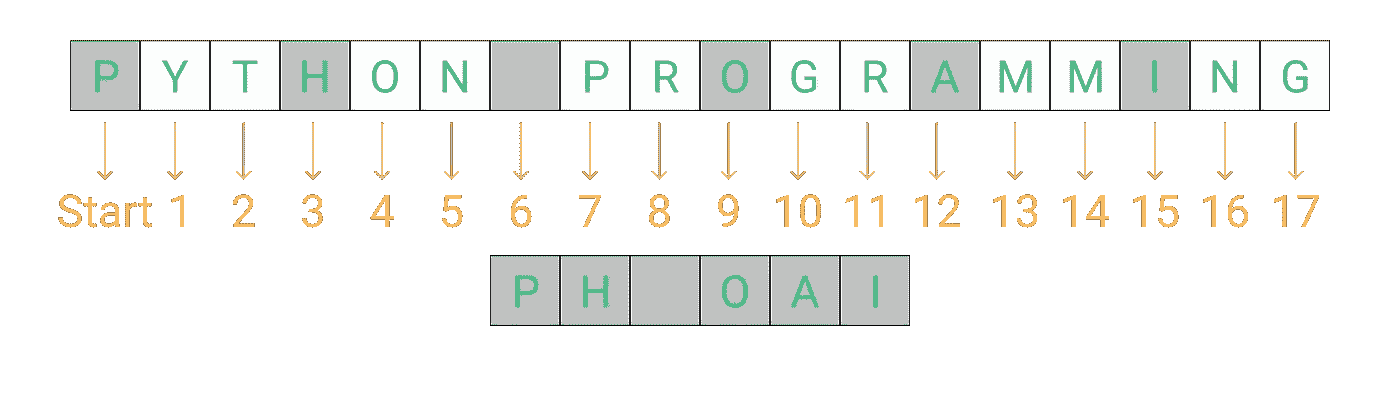 P Y T H O N P R O G R A M M I N G
Start 1 2 3 4 5 6 7 8 9 10 11 12 13 14 15 16 17
P H O A I